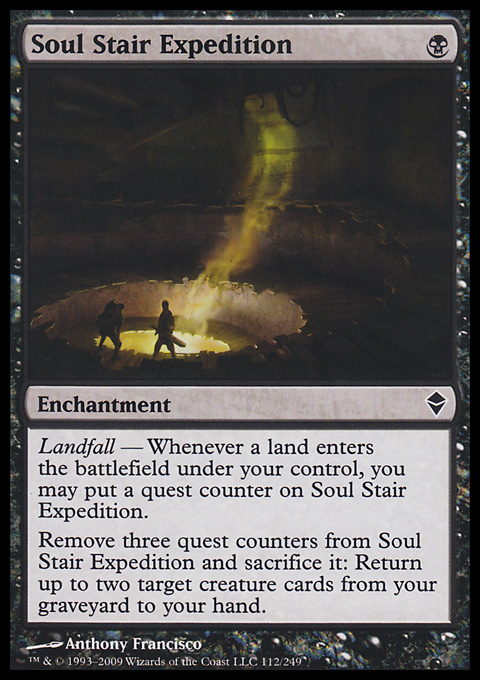 Soul Stair Expedition
Enchantment
Landfall — Whenever a land enters
the battlefield under your control, you
may put a quest counter on Soul Stair
Expedition.
Remove three quest counters from Soul
Stair Expedition and sacrifice it: Return
up to two target creature cards from your
graveyard to your hand.
Anthony Francisco
™ & © 1993–2009 Wizards of the Coast LLC 112/249